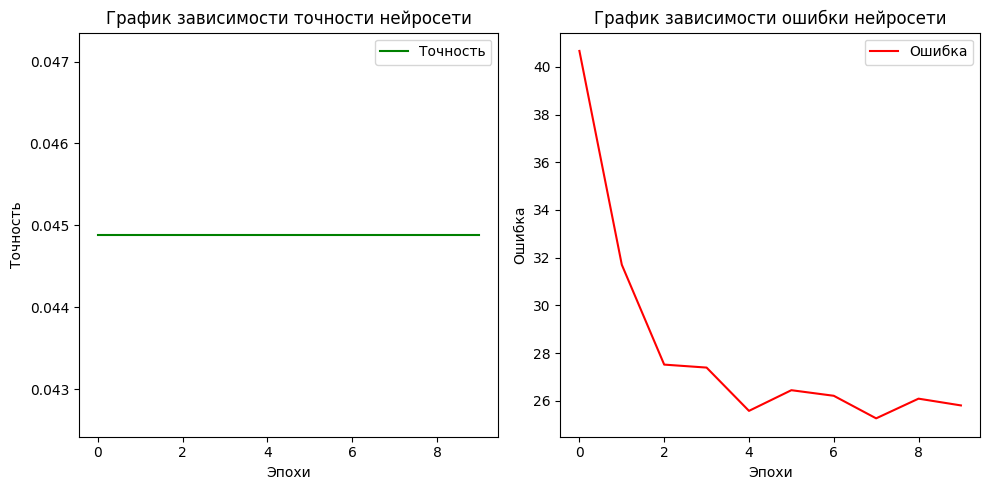 График зависимости точности нейросети
Точность
0.047
0.046
0.045
0.044
0.043
Точность
0
2
4
6
8
Эпохи
График зависимости ошибки нейросети
Ошибка
40
38
36
34
32
30
28
26
Ошибка
0
2
4
6
8
Эпохи